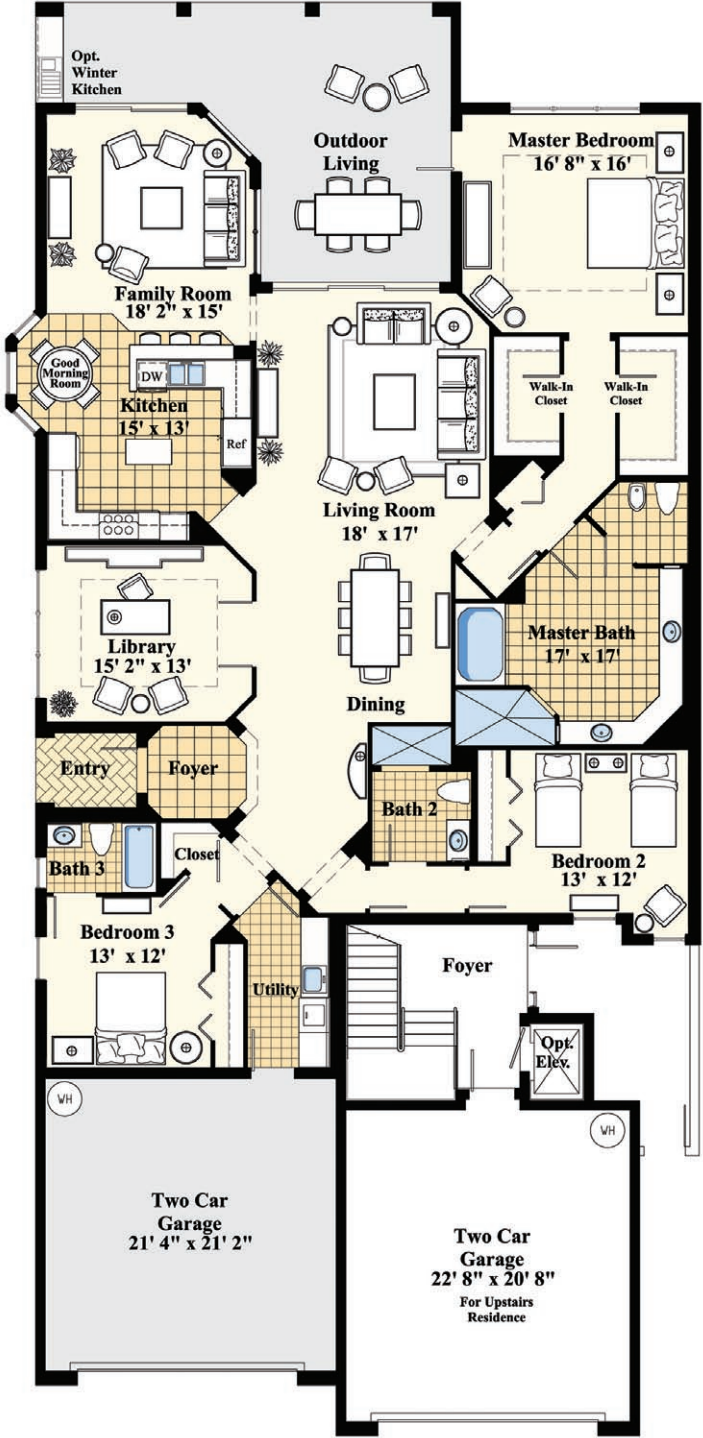 Opt.
Winter
Kitchen
Outdoor
Living
Master Bedroom
16' 8" x 16'
Family Room
18' 2" x 15'
Good
Morning
Room
DW
Kitchen
15' x 13'
Ref
Walk-In
Closet
Walk-In
Closet
Living Room
18' x 17'
Library
15' 2" x 13'
Master Bath
17' x 17'
Dining
Entry
Foyer
Bath 2
Closet
Bath 3
Bedroom 2
13' x 12'
Bedroom 3
13' x 12'
Foyer
Utility
Opt.
Elev.
WH
WH
Two Car
Garage
21' 4" x 21' 2"
Two Car
Garage
22' 8" x 20' 8"
For Upstairs
Residence